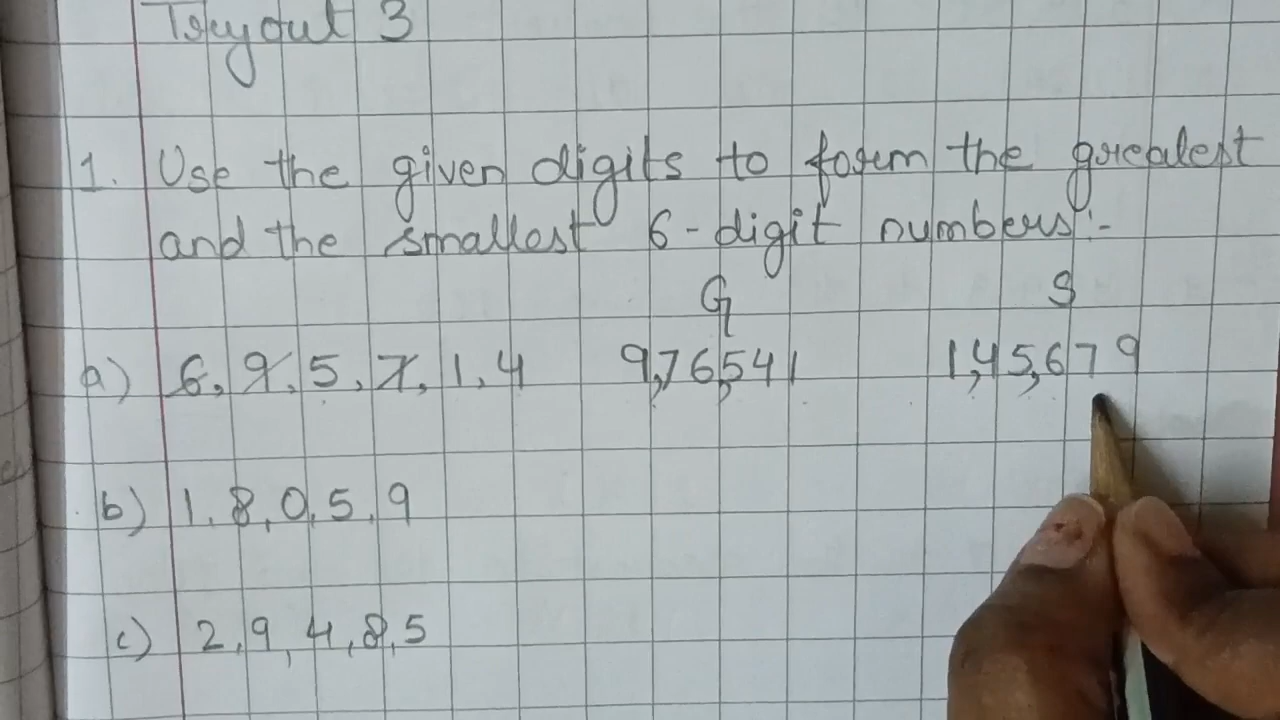 Tryout 3
1. Use the given digits to form the greatest
and the smallest 6-digit numbers:-
G S
a) 6, 9, 5, 7, 1, 4 9,76,541 1,45,679
b) 1, 8, 0, 5, 9
c) 2, 9, 4, 8, 5